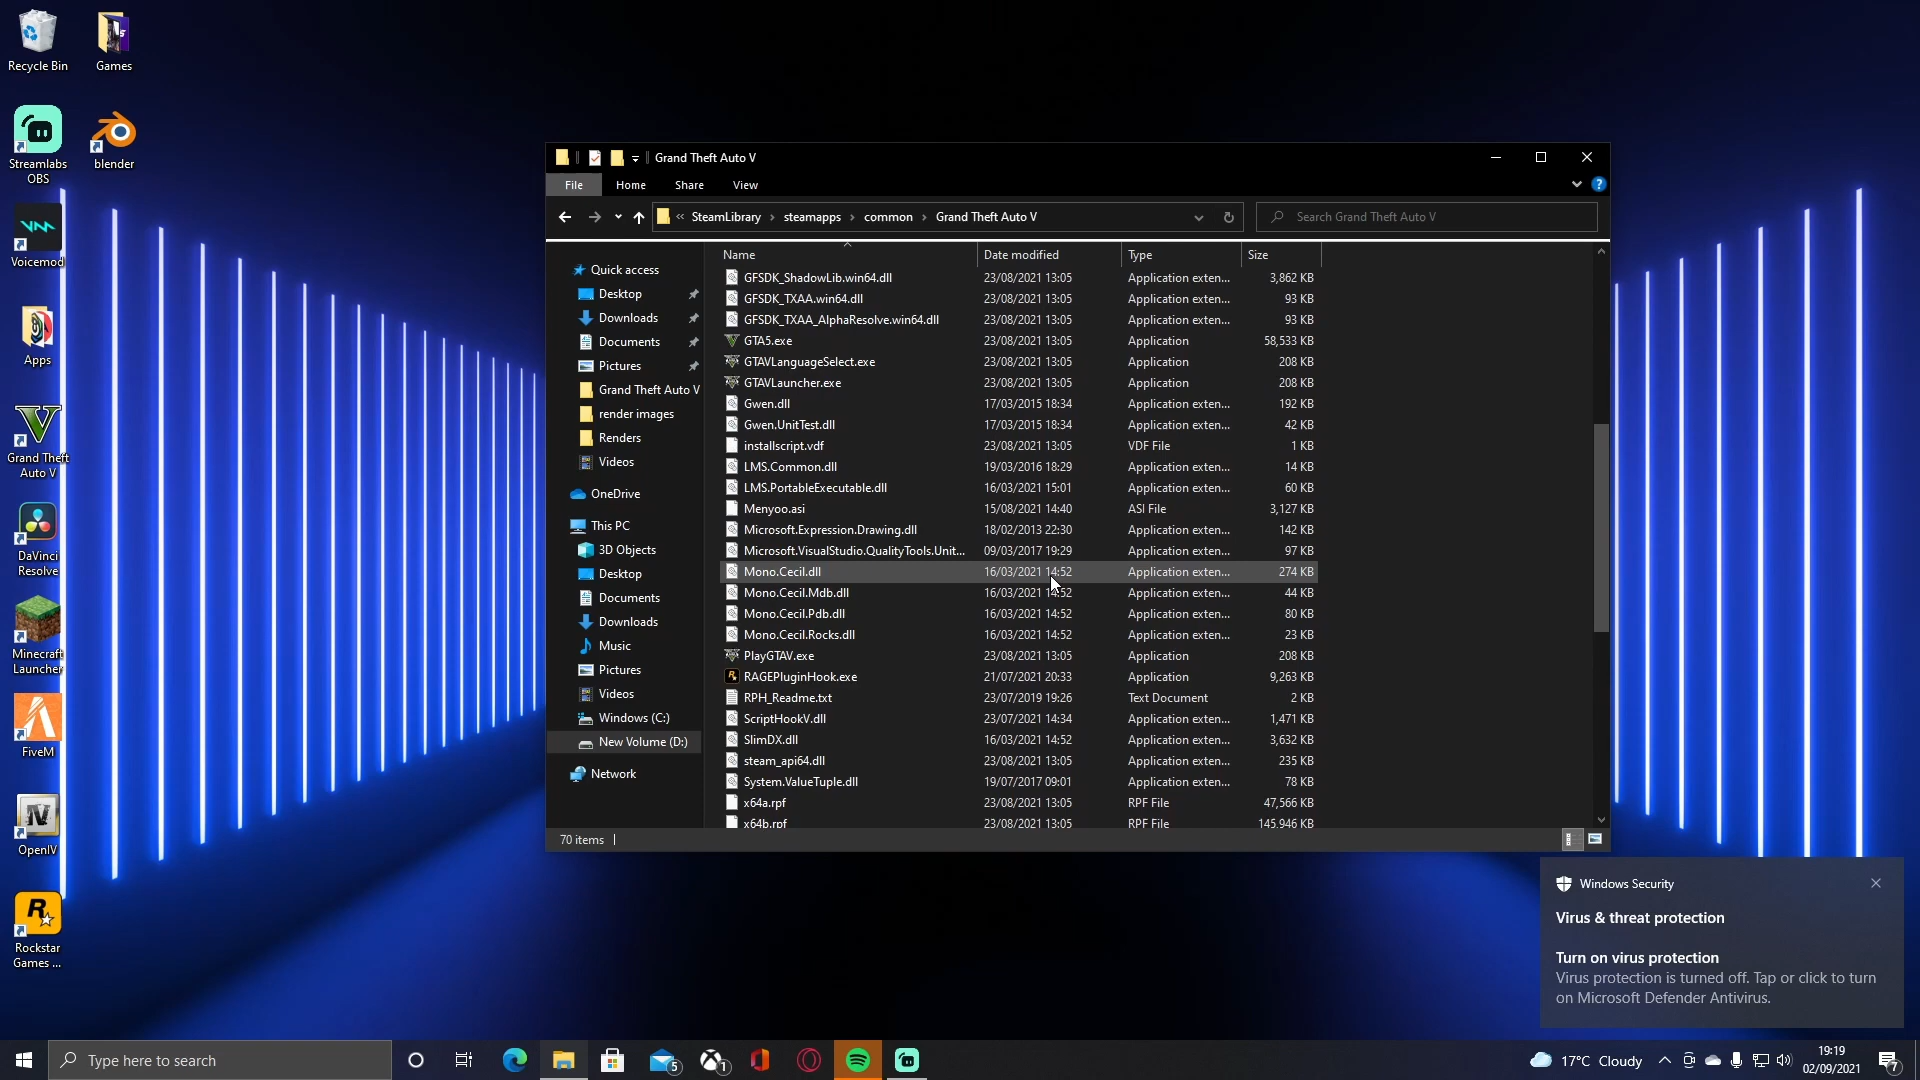 Recycle Bin
Games
Streamlabs
OBS
blender
Voicemod
Apps
Grand Theft
Auto V
DaVinci
Resolve
Minecraft
Launcher
FiveM
OpenIV
Rockstar
Games ...
Grand Theft Auto V
File Home Share View
SteamLibrary › steamapps › common › Grand Theft Auto V
Search Grand Theft Auto V
Quick access
Desktop
Downloads
Documents
Pictures
Grand Theft Auto V
render images
Renders
Videos
OneDrive
This PC
3D Objects
Desktop
Documents
Downloads
Music
Pictures
Videos
Windows (C:)
New Volume (D:)
Network
Name Date modified Type Size
GFSDK_ShadowLib.win64.dll 23/08/2021 13:05 Application exten... 3,862 KB
GFSDK_TXAA.win64.dll 23/08/2021 13:05 Application exten... 93 KB
GFSDK_TXAA_AlphaResolve.win64.dll 23/08/2021 13:05 Application exten... 93 KB
GTA5.exe 23/08/2021 13:05 Application 58,533 KB
GTAVLanguageSelect.exe 23/08/2021 13:05 Application 208 KB
GTAVLauncher.exe 23/08/2021 13:05 Application 208 KB
Gwen.dll 17/03/2015 18:34 Application exten... 192 KB
Gwen.UnitTest.dll 17/03/2015 18:34 Application exten... 42 KB
installscript.vdf 23/08/2021 13:05 VDF File 1 KB
LMS.Common.dll 19/03/2016 18:29 Application exten... 14 KB
LMS.PortableExecutable.dll 16/03/2021 15:01 Application exten... 60 KB
Menyoo.asi 15/08/2021 14:40 ASI File 3,127 KB
Microsoft.Expression.Drawing.dll 18/02/2013 22:30 Application exten... 142 KB
Microsoft.VisualStudio.QualityTools.Unit... 09/03/2017 19:29 Application exten... 97 KB
Mono.Cecil.dll 16/03/2021 14:52 Application exten... 274 KB
Mono.Cecil.Mdb.dll 16/03/2021 14:52 Application exten... 44 KB
Mono.Cecil.Pdb.dll 16/03/2021 14:52 Application exten... 80 KB
Mono.Cecil.Rocks.dll 16/03/2021 14:52 Application exten... 23 KB
PlayGTAV.exe 23/08/2021 13:05 Application 208 KB
RAGEPluginHook.exe 21/07/2021 20:33 Application 9,263 KB
RPH_Readme.txt 23/07/2019 19:26 Text Document 2 KB
ScriptHookV.dll 23/07/2021 14:34 Application exten... 1,471 KB
SlimDX.dll 16/03/2021 14:52 Application exten... 3,632 KB
steam_api64.dll 23/08/2021 13:05 Application exten... 235 KB
System.ValueTuple.dll 19/07/2017 09:01 Application exten... 78 KB
x64a.rpf 23/08/2021 13:05 RPF File 47,566 KB
x64b.rpf 23/08/2021 13:05 RPF File 145,946 KB
70 items
Windows Security
Virus & threat protection
Turn on virus protection
Virus protection is turned off. Tap or click to turn
on Microsoft Defender Antivirus.
Type here to search
5
1
17°C Cloudy
19:19
02/09/2021
7